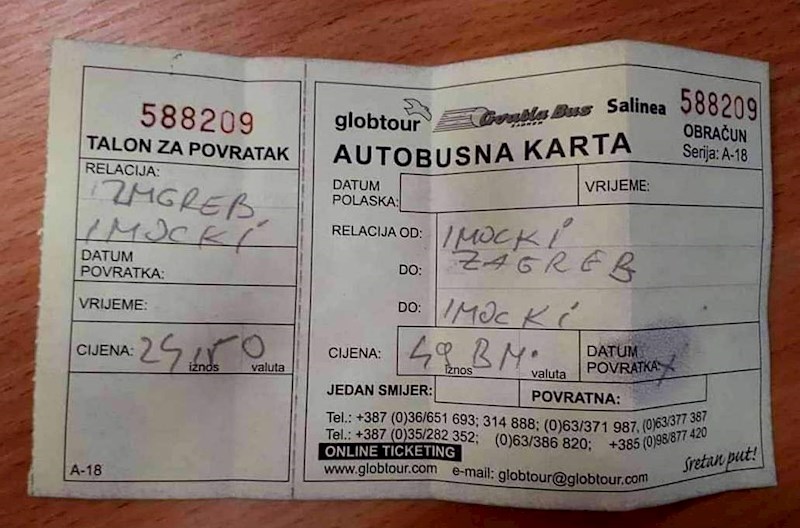 588209
TALON ZA POVRATAK
RELACIJA:
ZAGREB
IMOCKI
DATUM
POVRATKA:
VRIJEME:
CIJENA: 24,50
iznos valuta
A-18
globtour Croatia Bus Salinea 588209
OBRAČUN
AUTOBUSNA KARTA Serija: A-18
DATUM
POLASKA: VRIJEME:
RELACIJA OD: IMOCKI
DO: ZAGREB
DO: IMOCKI
CIJENA: 49 BM. DATUM
iznos valuta POVRATKA: x
JEDAN SMIJER: POVRATNA:
Tel.: +387 (0)36/651 693; 314 888; (0)63/371 987, (0)63/377 387
Tel.: +387 (0)35/282 352; (0)63/386 820; +385 (0)98/877 420
ONLINE TICKETING
www.globtour.com e-mail: globtour@globtour.com Sretan put!